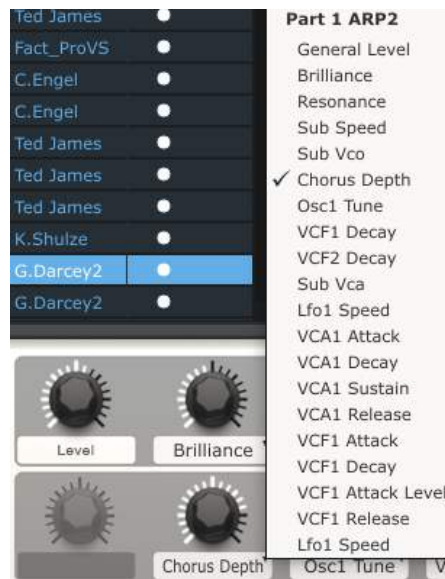 Ted James
Fact_ProVS
C.Engel
C.Engel
Ted James
Ted James
Ted James
K.Shulze
G.Darcey2
G.Darcey2
Part 1 ARP2
General Level
Brilliance
Resonance
Sub Speed
Sub Vco
✓ Chorus Depth
Osc1 Tune
VCF1 Decay
VCF2 Decay
Sub Vca
Lfo1 Speed
VCA1 Attack
VCA1 Decay
VCA1 Sustain
VCA1 Release
VCF1 Attack
VCF1 Decay
VCF1 Attack Level
VCF1 Release
Lfo1 Speed
Level
Brilliance
Chorus Depth
Osc1 Tune
V